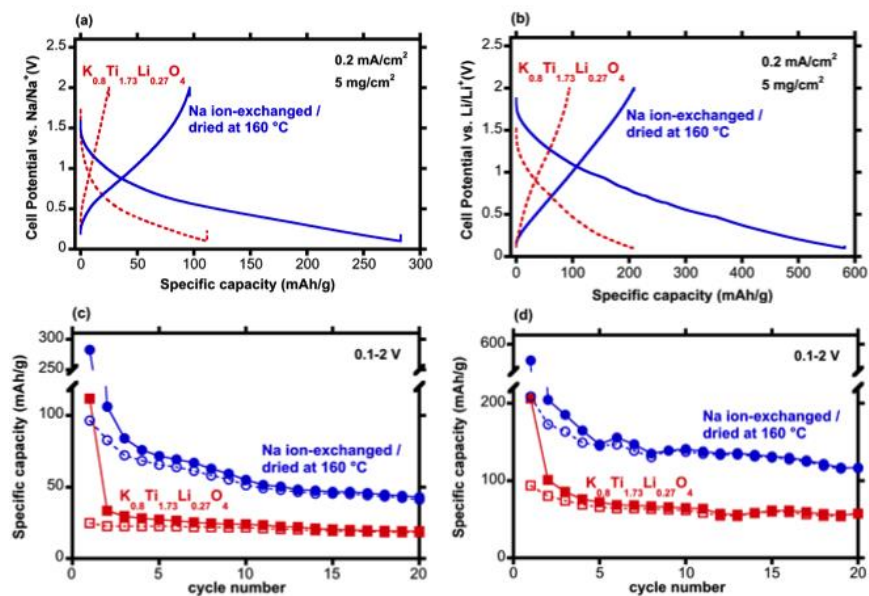 (a)
2.5
2
1.5
1
0.5
0
Cell Potential vs. Na/Na⁺(V)
K₀.₈Ti₁.₇₃Li₀.₂₇O₄
0.2 mA/cm²
5 mg/cm²
Na ion-exchanged /
dried at 160 °C
0 50 100 150 200 250 300
Specific capacity (mAh/g)
(b)
2.5
2
1.5
1
0.5
0
Cell Potential vs. Li/Li⁺(V)
K₀.₈Ti₁.₇₃Li₀.₂₇O₄
0.2 mA/cm²
5 mg/cm²
Na ion-exchanged /
dried at 160 °C
0 100 200 300 400 500 600
Specific capacity (mAh/g)
(c)
300
250
100
50
0
Specific capacity (mAh/g)
0.1-2 V
Na ion-exchanged /
dried at 160 °C
K₀.₈Ti₁.₇₃Li₀.₂₇O₄
0 5 10 15 20
cycle number
(d)
600
200
100
0
Specific capacity (mAh/g)
0.1-2 V
Na ion-exchanged /
dried at 160 °C
K₀.₈Ti₁.₇₃Li₀.₂₇O₄
0 5 10 15 20
cycle number